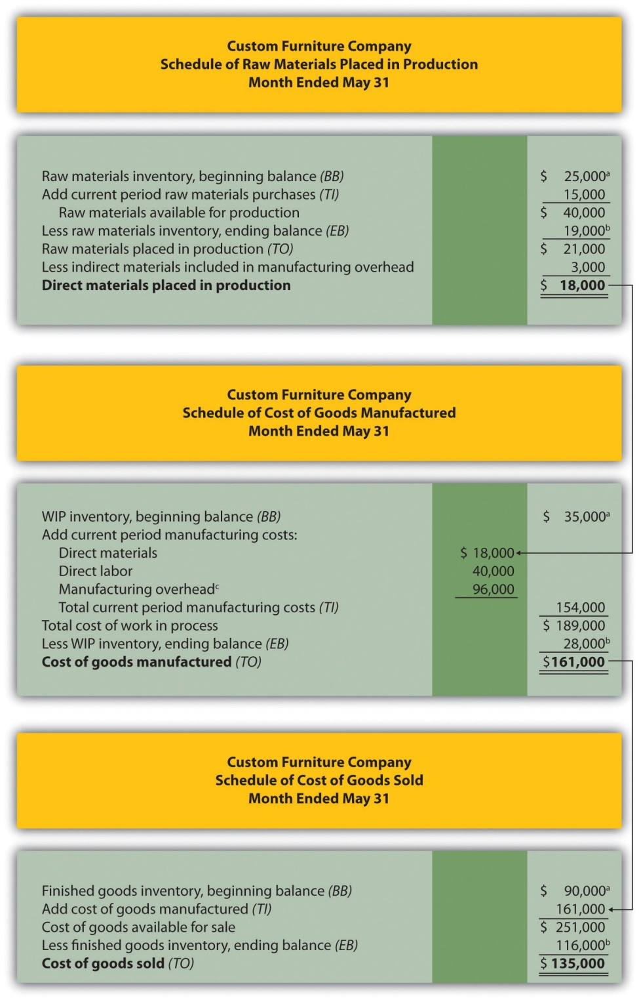 Custom Furniture Company
Schedule of Raw Materials Placed in Production
Month Ended May 31
Raw materials inventory, beginning balance (BB) $ 25,000ᵃ
Add current period raw materials purchases (TI) 15,000
Raw materials available for production $ 40,000
Less raw materials inventory, ending balance (EB) 19,000ᵇ
Raw materials placed in production (TO) $ 21,000
Less indirect materials included in manufacturing overhead 3,000
Direct materials placed in production $ 18,000
Custom Furniture Company
Schedule of Cost of Goods Manufactured
Month Ended May 31
WIP inventory, beginning balance (BB) $ 35,000ᵃ
Add current period manufacturing costs:
Direct materials $ 18,000
Direct labor 40,000
Manufacturing overheadᶜ 96,000
Total current period manufacturing costs (TI) 154,000
Total cost of work in process $ 189,000
Less WIP inventory, ending balance (EB) 28,000ᵇ
Cost of goods manufactured (TO) $161,000
Custom Furniture Company
Schedule of Cost of Goods Sold
Month Ended May 31
Finished goods inventory, beginning balance (BB) $ 90,000ᵃ
Add cost of goods manufactured (TI) 161,000
Cost of goods available for sale $ 251,000
Less finished goods inventory, ending balance (EB) 116,000ᵇ
Cost of goods sold (TO) $ 135,000